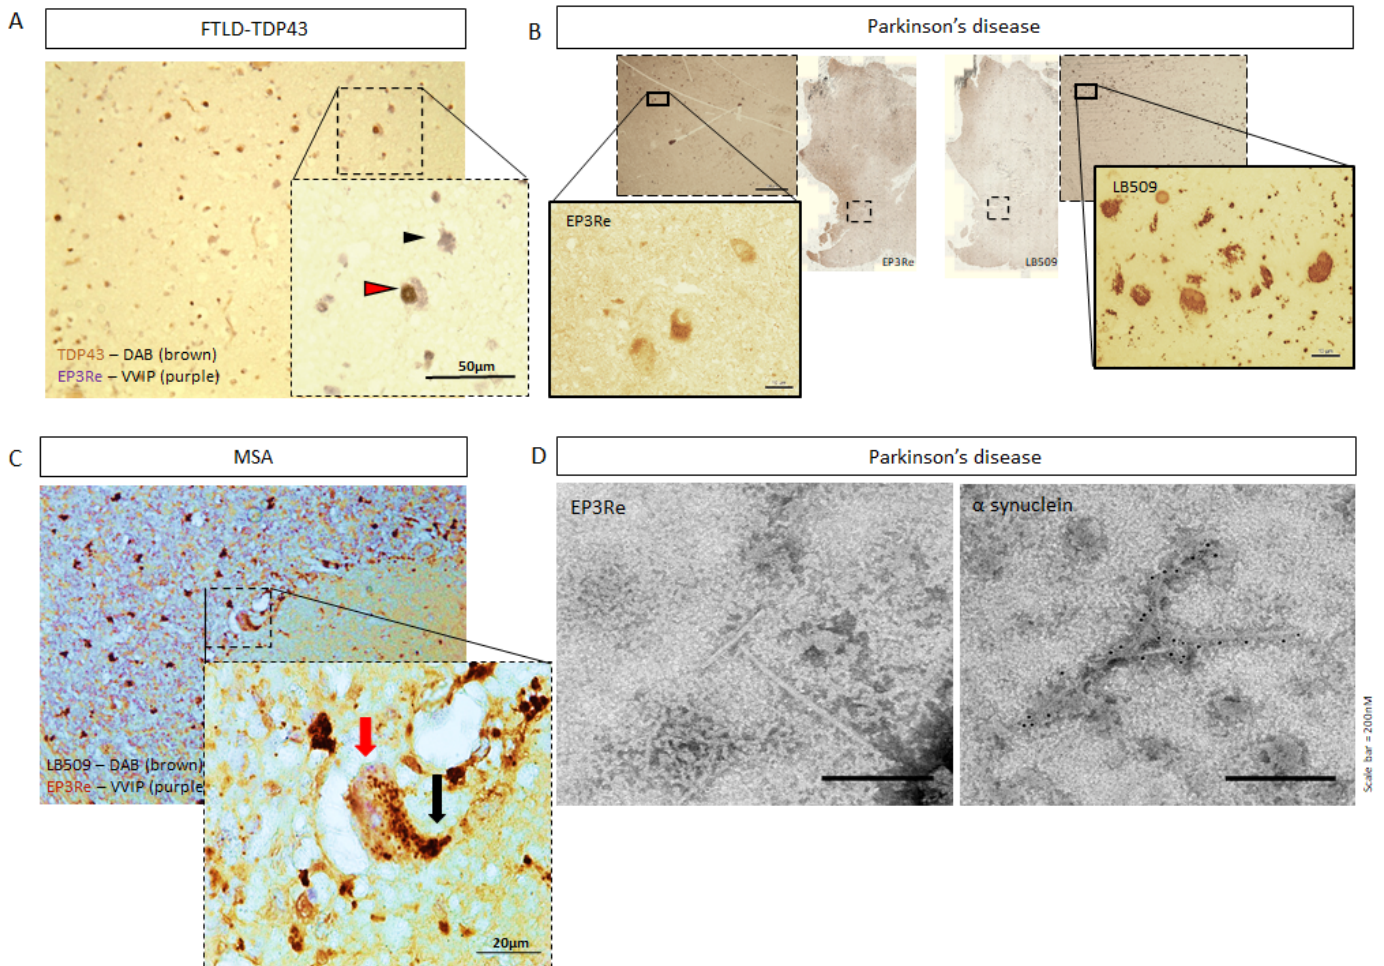 A
FTLD-TDP43
TDP43 – DAB (brown)
EP3Re – VVIP (purple)
50µm
B
Parkinson's disease
EP3Re
EP3Re
LB509
LB509
C
MSA
LB509 – DAB (brown)
EP3Re – VVIP (purple
20µm
D
Parkinson's disease
EP3Re
α synuclein
Scale bar = 200nM